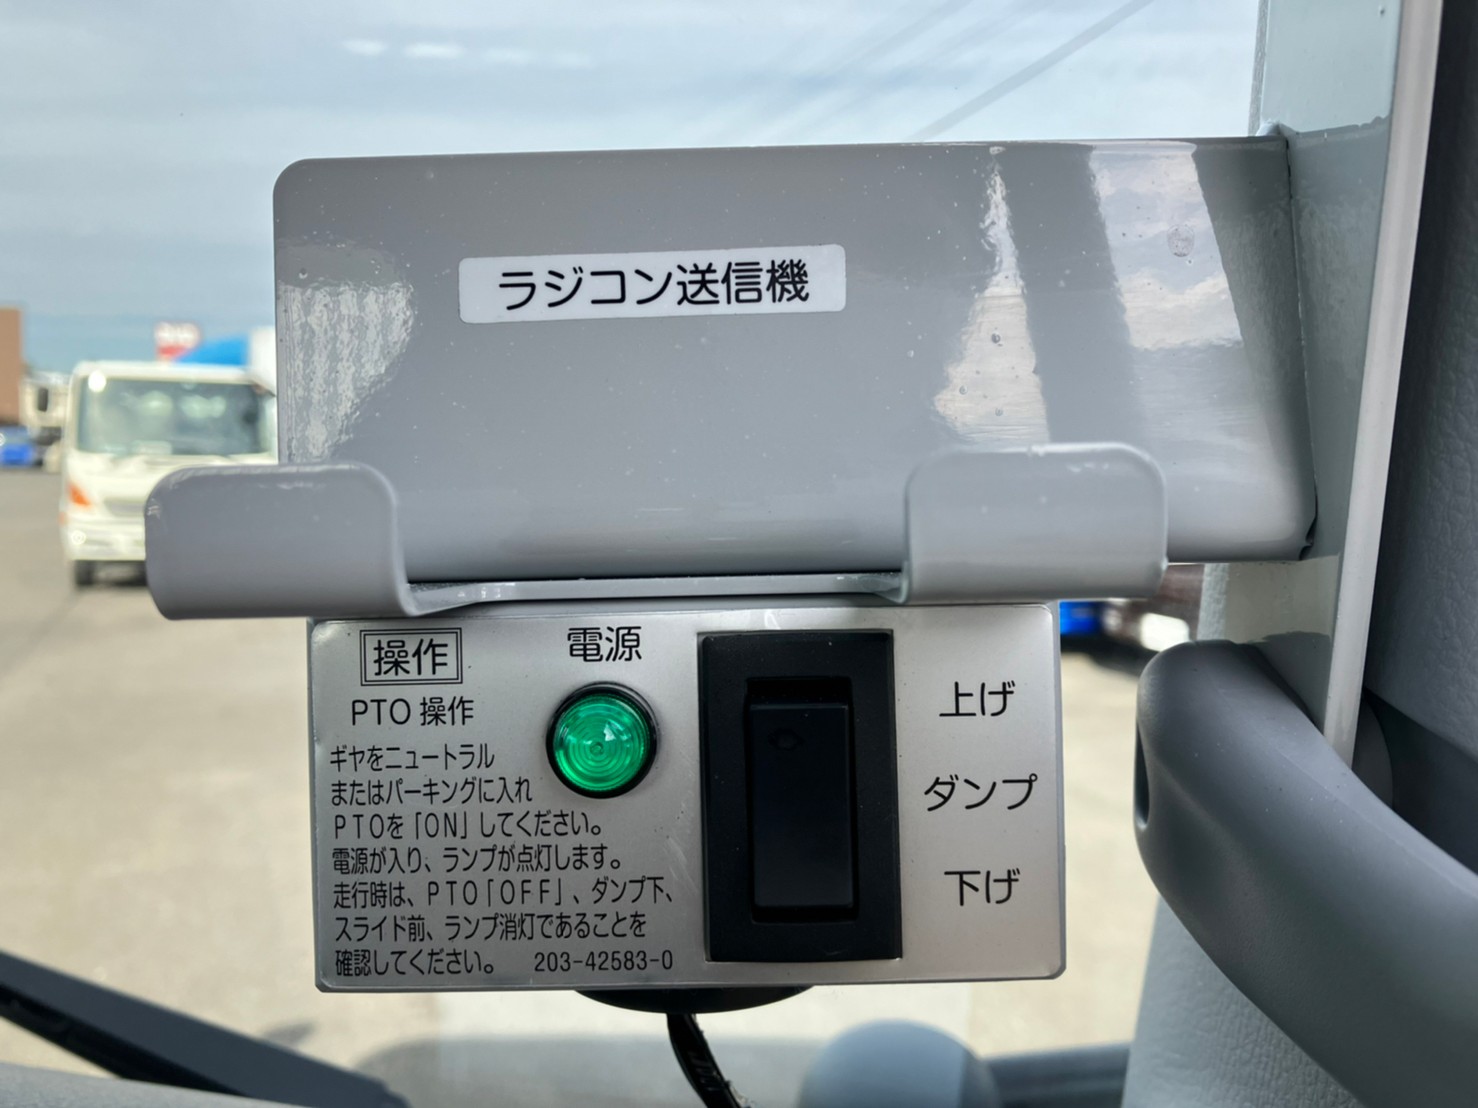 ラジコン送信機
操作
電源
PTO 操作
ギヤをニュートラル
またはパーキングに入れ
PTOを「ON」してください。
電源が入り、ランプが点灯します。
走行時は、PTO「OFF」、ダンプ下、
スライド前、ランプ消灯であることを
確認してください。 203-42583-0
上げ
ダンプ
下げ